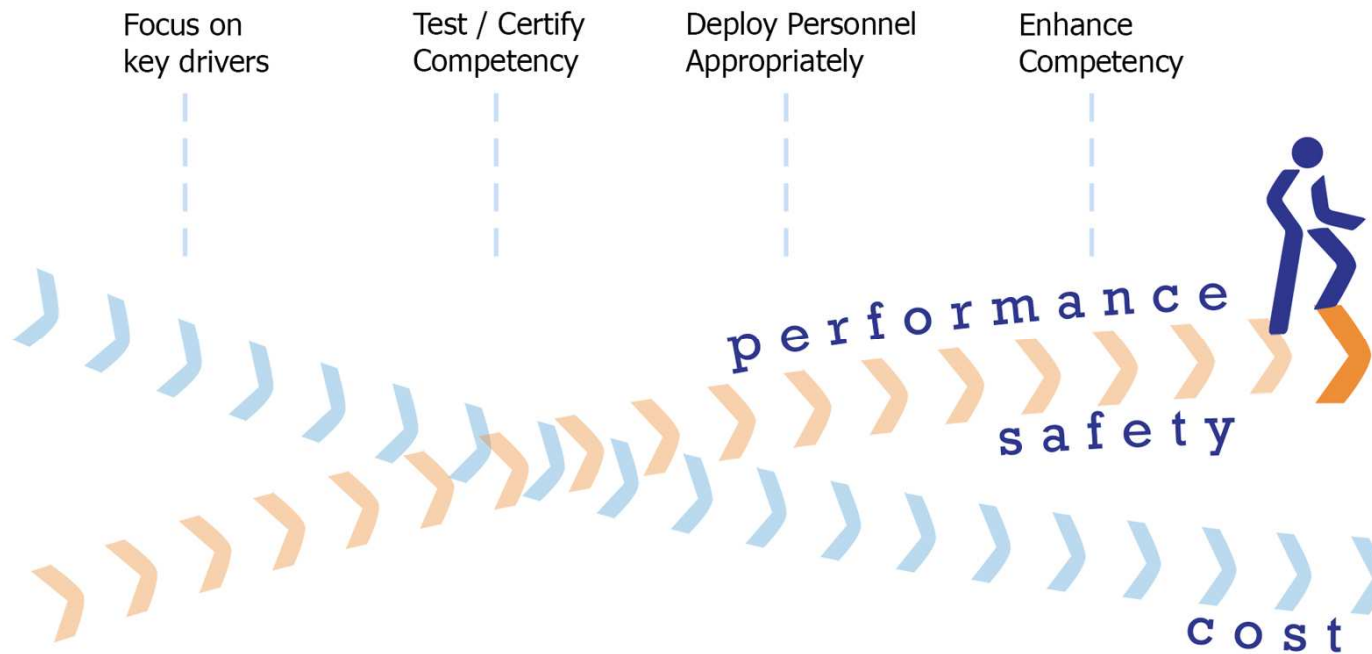 Focus on
key drivers
Test / Certify
Competency
Deploy Personnel
Appropriately
Enhance
Competency
performance
safety
cost